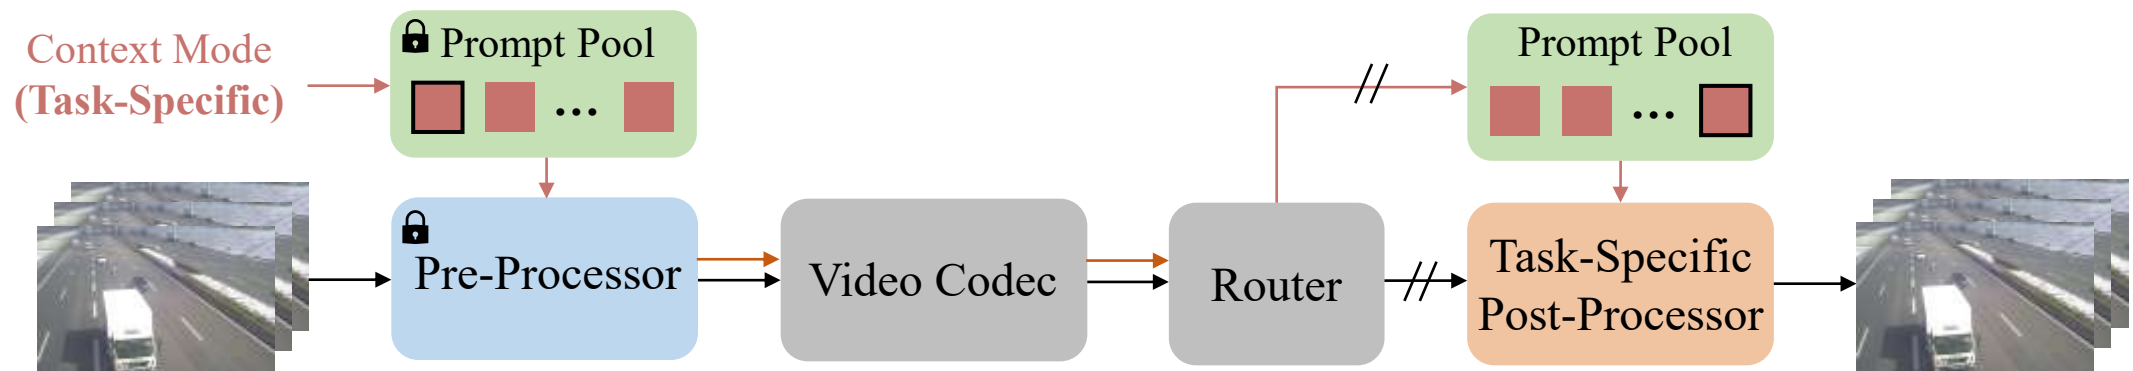 Context Mode
(Task-Specific)
Prompt Pool
...
Pre-Processor
Video Codec
Router
Prompt Pool
...
Task-Specific
Post-Processor